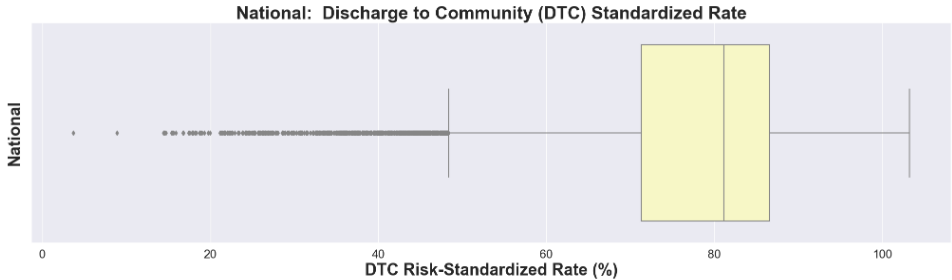 National:  Discharge to Community (DTC) Standardized Rate
National
0 20 40 60 80 100
DTC Risk-Standardized Rate (%)